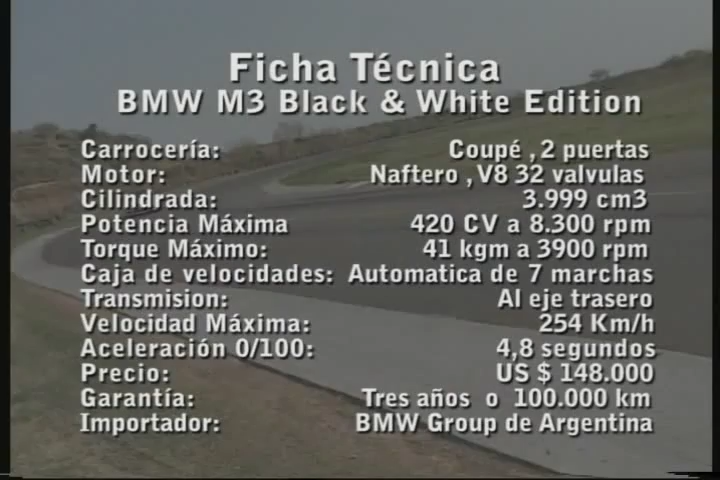 Ficha Técnica
BMW M3 Black & White Edition
Carrocería: Coupé , 2 puertas
Motor: Naftero , V8 32 valvulas
Cilindrada: 3.999 cm3
Potencia Máxima 420 CV a 8.300 rpm
Torque Máximo: 41 kgm a 3900 rpm
Caja de velocidades: Automatica de 7 marchas
Transmision: Al eje trasero
Velocidad Máxima: 254 Km/h
Aceleración 0/100: 4,8 segundos
Precio: US $ 148.000
Garantía: Tres años o 100.000 km
Importador: BMW Group de Argentina